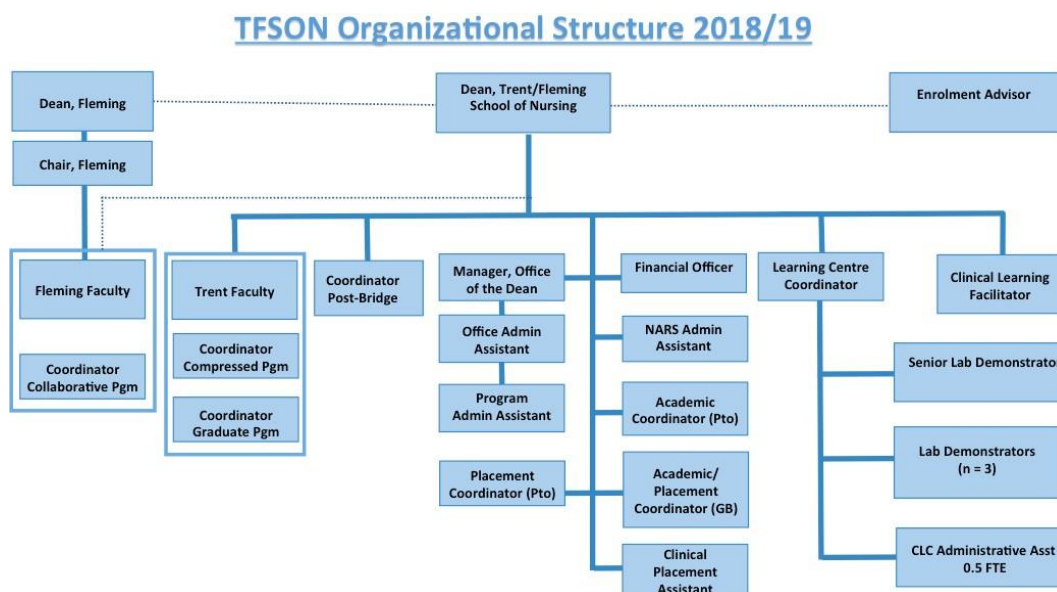 TFSON Organizational Structure 2018/19
Dean, Fleming
Dean, Trent/Fleming
School of Nursing
Enrolment Advisor
Chair, Fleming
Fleming Faculty
Coordinator
Collaborative Pgm
Trent Faculty
Coordinator
Compressed Pgm
Coordinator
Graduate Pgm
Coordinator
Post-Bridge
Manager, Office
of the Dean
Office Admin
Assistant
Program
Admin Assistant
Placement
Coordinator (Pto)
Financial Officer
NARS Admin
Assistant
Academic
Coordinator (Pto)
Academic/
Placement
Coordinator (GB)
Clinical
Placement
Assistant
Learning Centre
Coordinator
Clinical Learning
Facilitator
Senior Lab Demonstrator
Lab Demonstrators
(n = 3)
CLC Administrative Asst
0.5 FTE